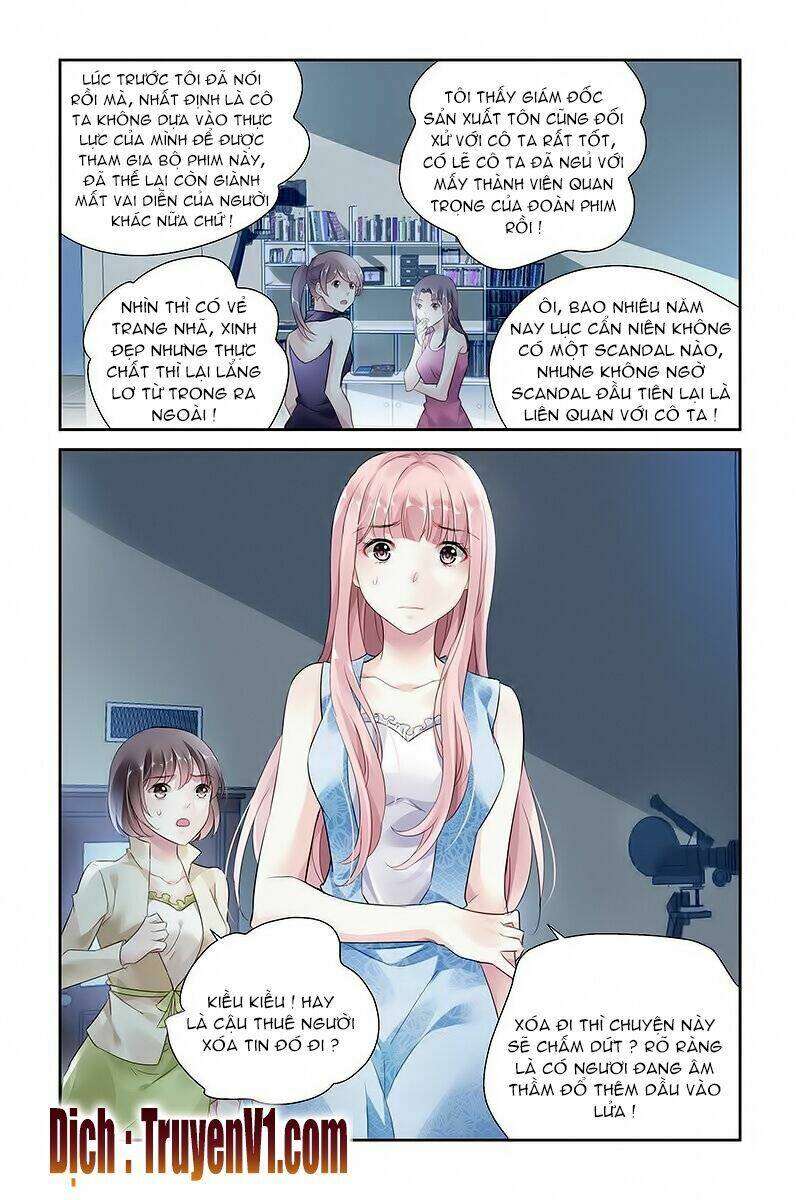 LÚC TRƯỚC TÔI ĐÃ NÓI
RỒI MÀ, NHẤT ĐỊNH LÀ CÔ
TA KHÔNG DỰA VÀO THỰC
LỰC CỦA MÌNH ĐỂ ĐƯỢC
THAM GIA BỘ PHIM NÀY,
ĐÃ THẾ LẠI CÒN GIÀNH
MẤT VAI DIỄN CỦA NGƯỜI
KHÁC NỮA CHỨ !
TÔI THẤY GIÁM ĐỐC
SẢN XUẤT TÔN CŨNG ĐỐI
XỬ VỚI CÔ TA RẤT TỐT,
CÓ LẼ CÔ TA ĐÃ NGỦ VỚI
MẤY THÀNH VIÊN QUAN
TRỌNG CỦA ĐOÀN PHIM
RỒI !
NHÌN THÌ CÓ VẺ
TRANG NHÃ, XINH
ĐẸP NHƯNG THỰC
CHẤT THÌ LẠI LẲNG
LƠ TỪ TRONG RA
NGOÀI !
ÔI, BAO NHIÊU NĂM
NAY LỤC CẨN NIÊN KHÔNG
CÓ MỘT SCANDAL NÀO,
NHƯNG KHÔNG NGỜ
SCANDAL ĐẦU TIÊN LẠI LÀ
LIÊN QUAN VỚI CÔ TA !
KIỀU KIỀU ! HAY
LÀ CẬU THUÊ NGƯỜI
XÓA TIN ĐÓ ĐI ?
XÓA ĐI THÌ CHUYỆN NÀY
SẼ CHẤM DỨT ? RÕ RÀNG
LÀ CÓ NGƯƠI ĐANG ÂM
THẦM ĐỔ THÊM DẦU VÀO
LỬA !
Dịch : TruyenV1.com